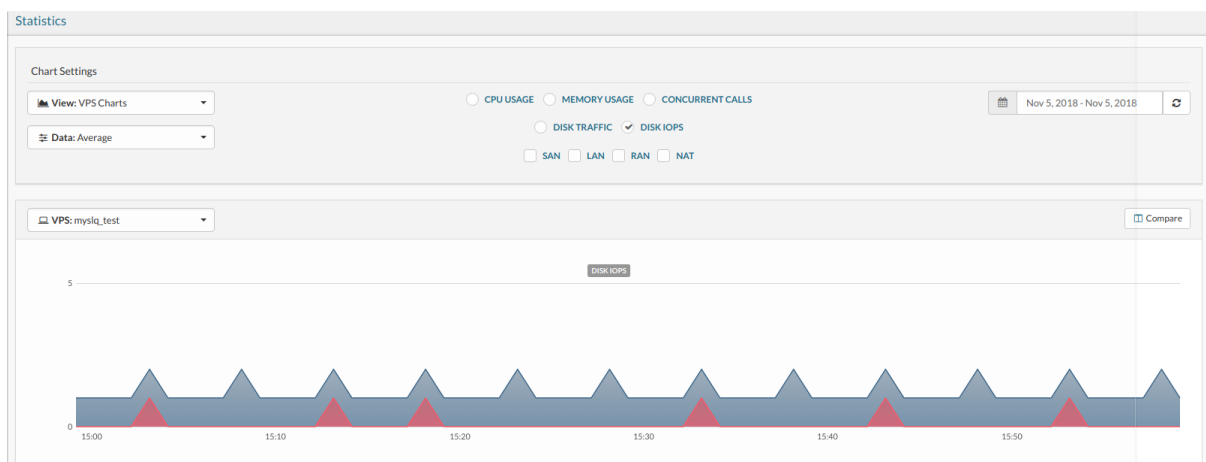 Statistics
Chart Settings
View: VPS Charts
CPU USAGE MEMORY USAGE CONCURRENT CALLS
Nov 5, 2018 - Nov 5, 2018
Data: Average
DISK TRAFFIC DISK IOPS
SAN LAN RAN NAT
VPS: myslq_test
Compare
DISK IOPS
5
0
15:00 15:10 15:20 15:30 15:40 15:50